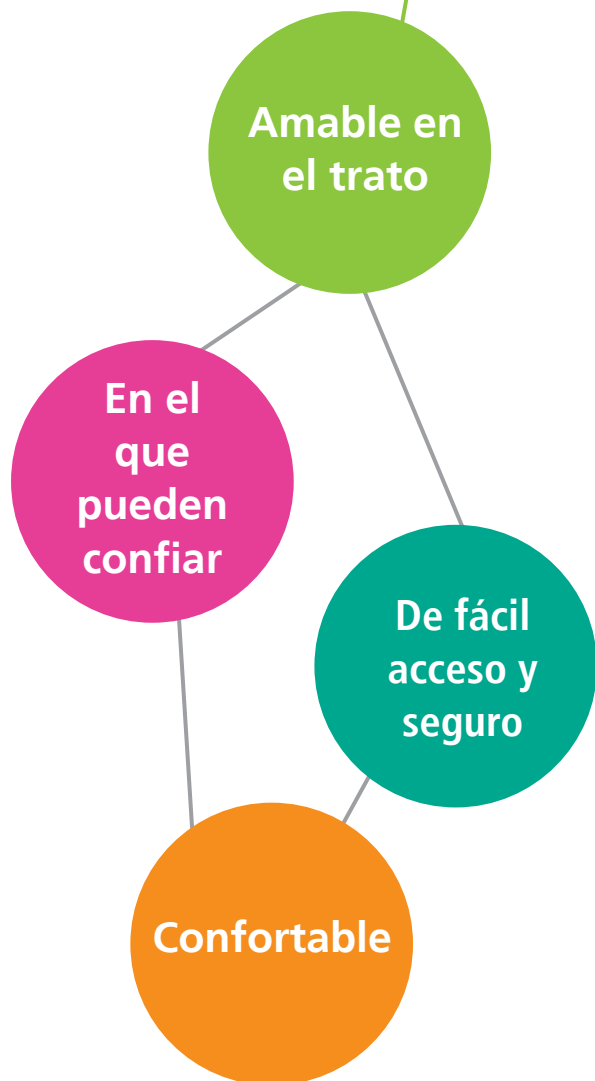 Amable en
el trato
En el
que
pueden
confiar
De fácil
acceso y
seguro
Confortable